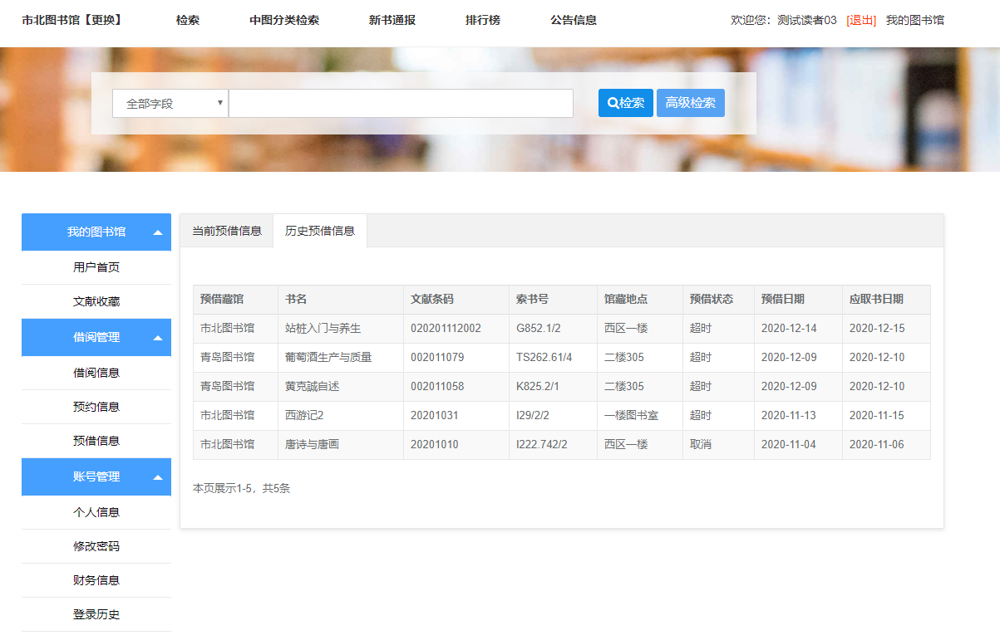 市北图书馆【更换】 检索 中图分类检索 新书通报 排行榜 公告信息 欢迎您：测试读者03 [退出] 我的图书馆
全部字段 检索 高级检索
我的图书馆
用户首页
文献收藏
借阅管理
借阅信息
预约信息
预借信息
账号管理
个人信息
修改密码
财务信息
登录历史
当前预借信息 历史预借信息
预借藏馆 书名 文献条码 索书号 馆藏地点 预借状态 预借日期 应取书日期
市北图书馆 站桩入门与养生 020201112002 G852.1/2 西区一楼 超时 2020-12-14 2020-12-15
青岛图书馆 葡萄酒生产与质量 002011079 TS262.61/4 二楼305 超时 2020-12-09 2020-12-10
青岛图书馆 黄克誠自述 002011058 K825.2/1 二楼305 超时 2020-12-09 2020-12-10
市北图书馆 西游记2 20201031 I29/2/2 一楼图书室 超时 2020-11-13 2020-11-15
市北图书馆 唐诗与唐画 20201010 I222.742/2 西区一楼 取消 2020-11-04 2020-11-06
本页展示1-5，共5条